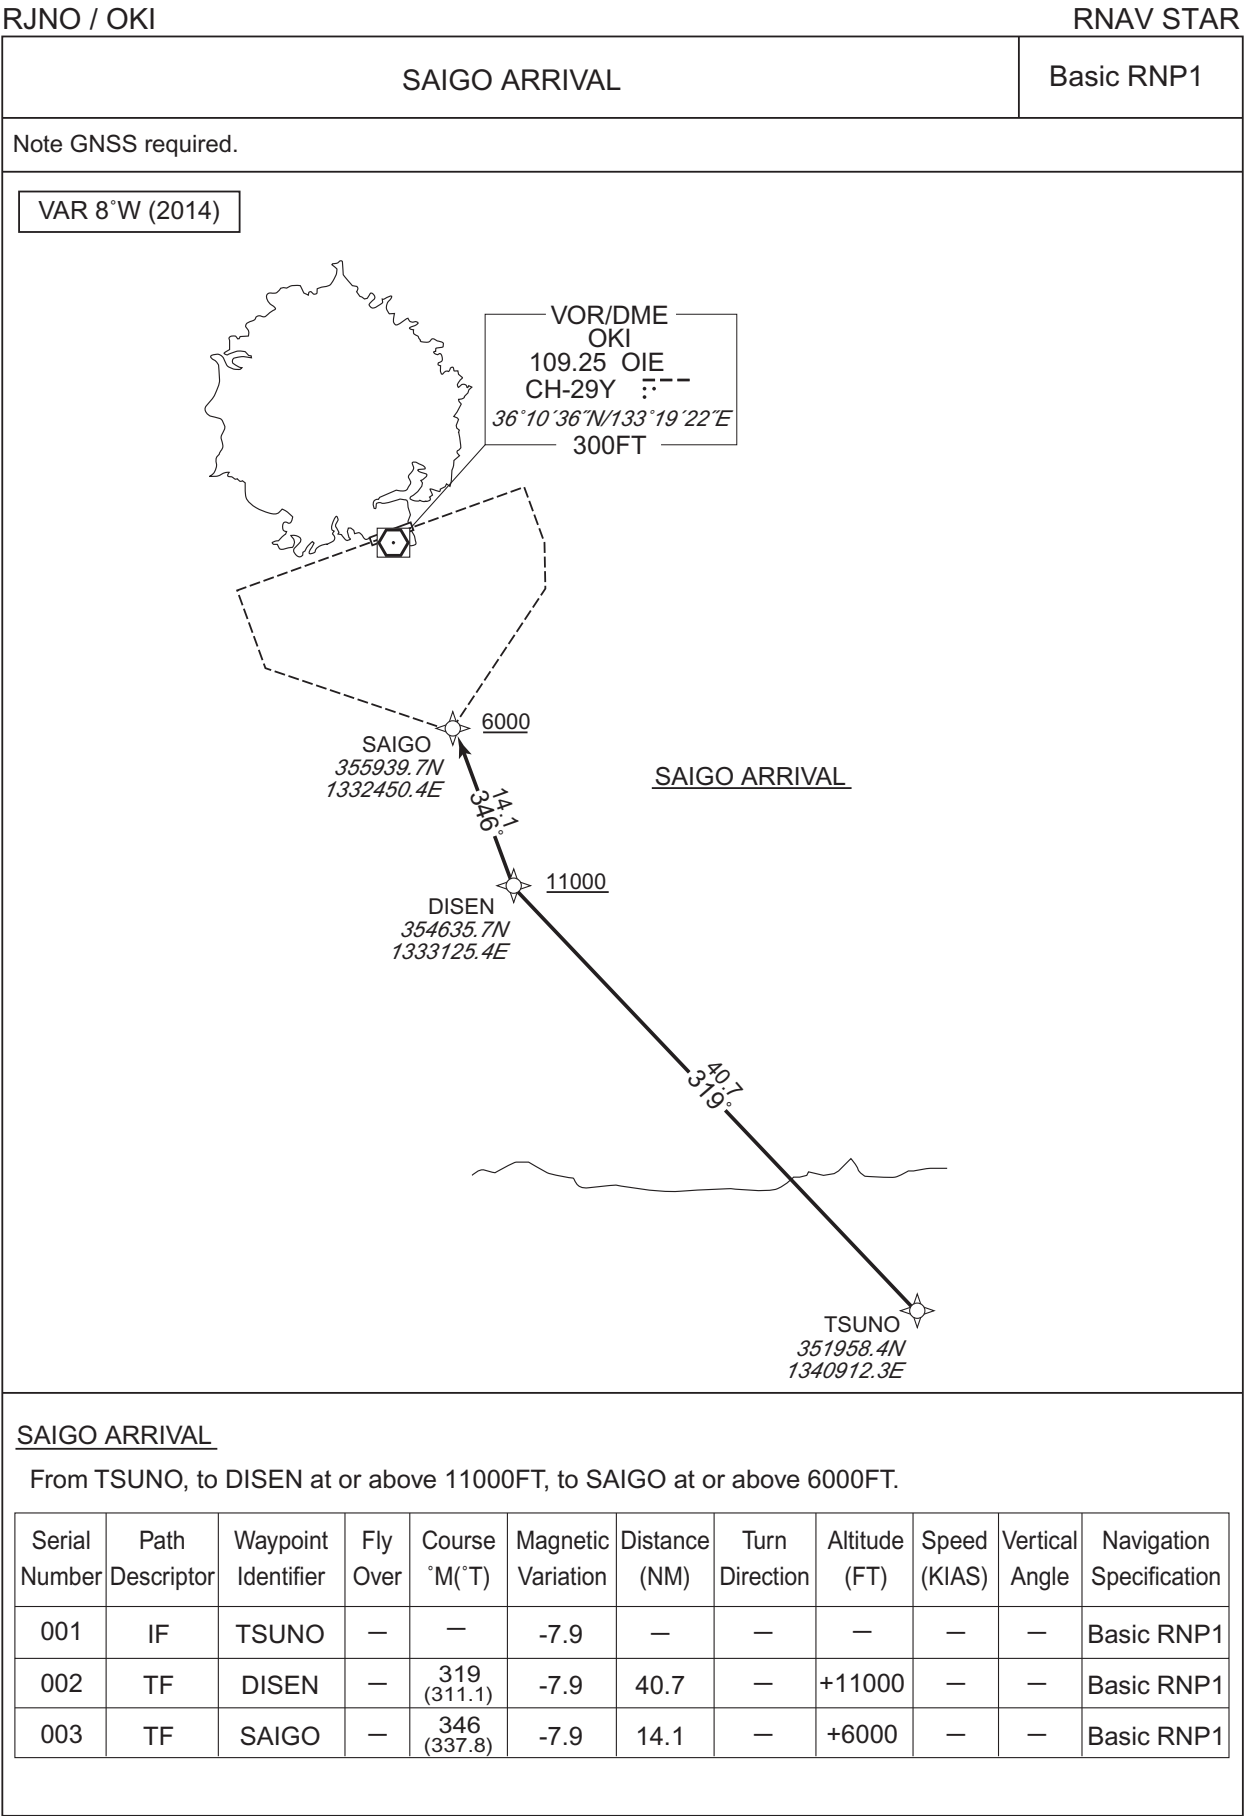 RJNO / OKI
RNAV STAR
SAIGO ARRIVAL
Basic RNP1
Note GNSS required.
VAR 8˚W (2014)
VOR/DME
OKI
109.25 OIE
CH-29Y
36˚10´36˝N/133˚19´22˝E
300FT
6000
SAIGO
355939.7N
1332450.4E
SAIGO ARRIVAL
14.1
346˚
11000
DISEN
354635.7N
1333125.4E
40.7
319˚
TSUNO
351958.4N
1340912.3E
SAIGO ARRIVAL
From TSUNO, to DISEN at or above 11000FT, to SAIGO at or above 6000FT.
Serial Number | Path Descriptor | Waypoint Identifier | Fly Over | Course ˚M(˚T) | Magnetic Variation | Distance (NM) | Turn Direction | Altitude (FT) | Speed (KIAS) | Vertical Angle | Navigation Specification
001 | IF | TSUNO | — | — | -7.9 | — | — | — | — | — | Basic RNP1
002 | TF | DISEN | — | 319 (311.1) | -7.9 | 40.7 | — | +11000 | — | — | Basic RNP1
003 | TF | SAIGO | — | 346 (337.8) | -7.9 | 14.1 | — | +6000 | — | — | Basic RNP1